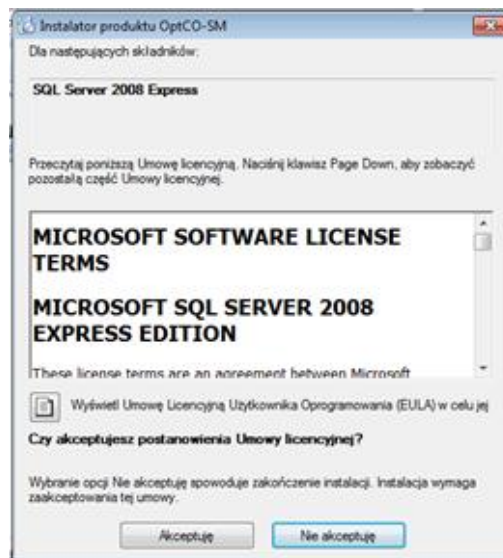 Instalator produktu OptCO-SM
Dla następujących składników:
SQL Server 2008 Express
Przeczytaj poniższą Umowę licencyjną. Naciśnij klawisz Page Down, aby zobaczyć
pozostałą część Umowy licencyjnej.
MICROSOFT SOFTWARE LICENSE
TERMS
MICROSOFT SQL SERVER 2008
EXPRESS EDITION
These license terms are an agreement between Microsoft
Wyświetl Umowę Licencyjną Użytkownika Oprogramowania (EULA) w celu jej
Czy akceptujesz postanowienia Umowy licencyjnej?
Wybranie opcji Nie akceptuję spowoduje zakończenie instalacji. Instalacja wymaga
zaakceptowania tej umowy.
Akceptuję
Nie akceptuję